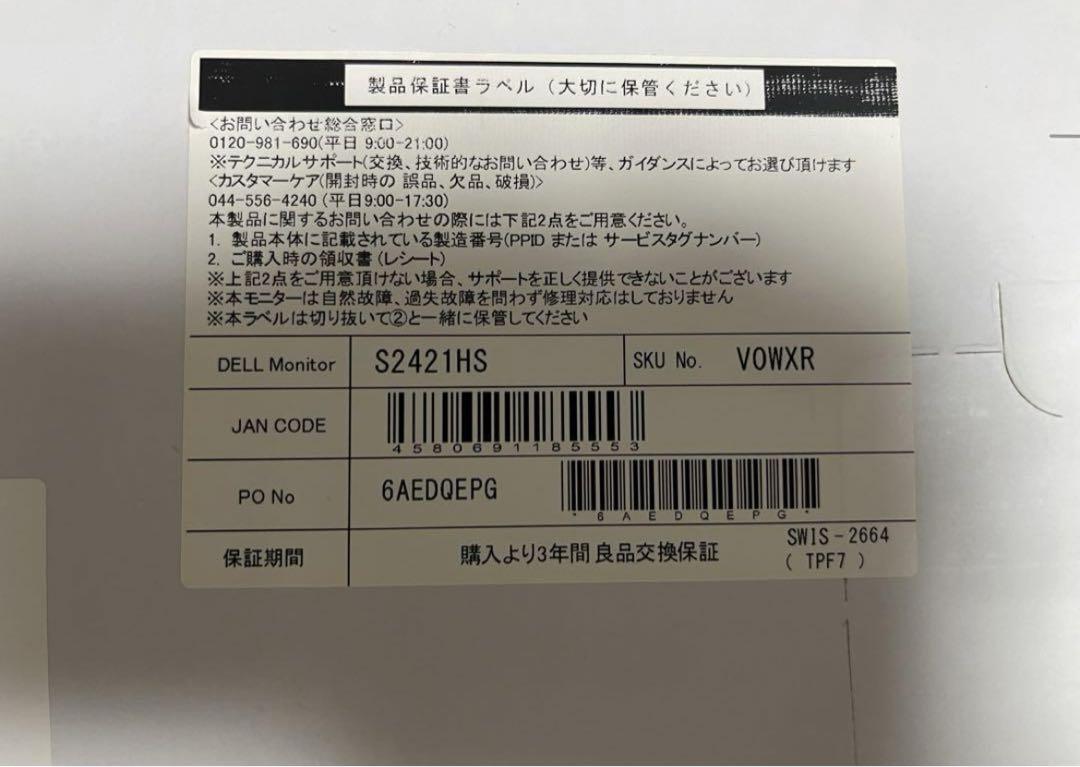 製品保証書ラベル（大切に保管ください）
<お問い合わせ総合窓口>
0120-981-690(平日 9:00-21:00)
※テクニカルサポート(交換、技術的なお問い合わせ)等、ガイダンスによってお選び頂けます
<カスタマーケア(開封時の 誤品、欠品、破損)>
044-556-4240 (平日9:00-17:30)
本製品に関するお問い合わせの際には下記2点をご用意ください。
1. 製品本体に記載されている製造番号(PPID または サービスタグナンバー)
2. ご購入時の領収書 (レシート)
※上記2点をご用意頂けない場合、サポートを正しく提供できないことがございます
※本モニターは自然故障、過失故障を問わず修理対応はしておりません
※本ラベルは切り抜いて②と一緒に保管してください
DELL Monitor S2421HS SKU No. V0WXR
JAN CODE 4580691185553
PO No 6AEDQEPG *6AEDQEPG*
保証期間 購入より3年間 良品交換保証 SWIS-2664
( TPF7 )